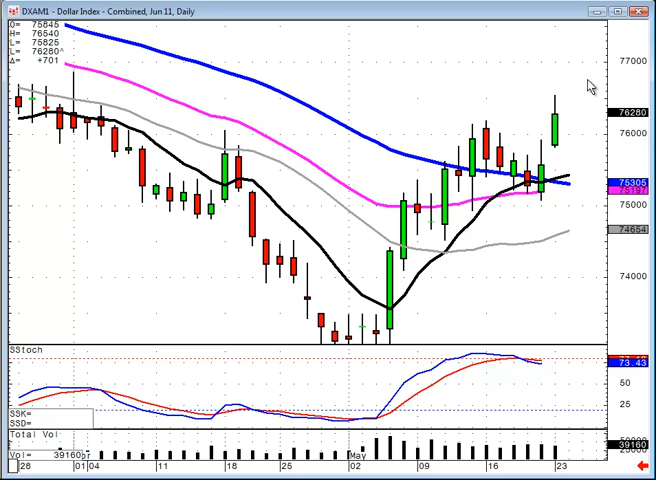 DXAM1 - Dollar Index - Combined, Jun 11, Daily
O= 75845
H= 76540
L= 75825
L= 76280^
Δ= +701
77000
76280
76000
75305
75000
74654
74000
SStoch
73.43
50
25
SSK=
SSD=
Total Vol
Vol= 39160
39160
28
01
04
11
18
25
May
02
09
16
23